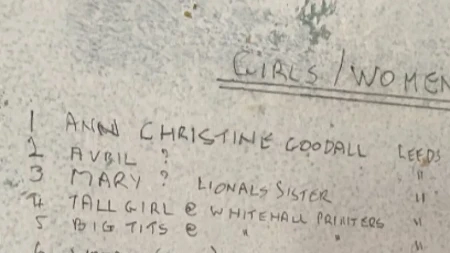 GIRLS / WOMEN
1 ANN CHRISTINE GOODALL LEEDS
2 AVRIL ? "
3 MARY ? LIONALS SISTER "
4 TALL GIRL @ WHITEHALL PRINTERS "
5 BIG TITS @ " " "